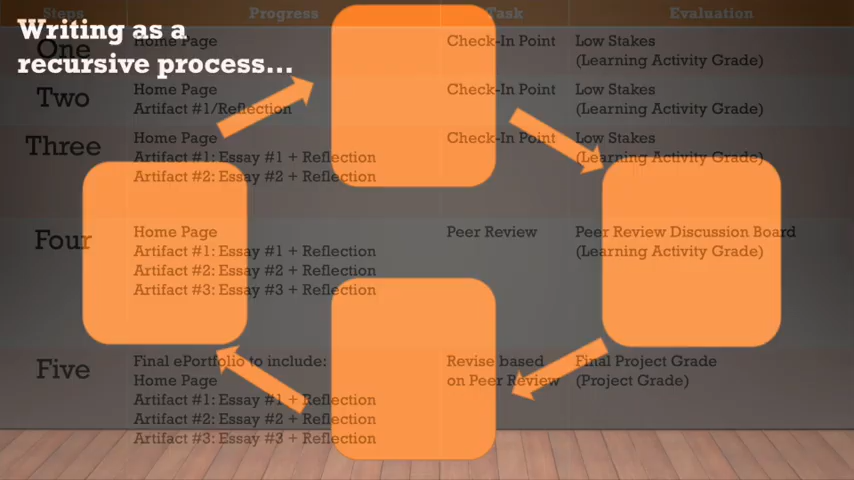 Steps Progress Task Evaluation
Writing as a
recursive process...
One Home Page Check-In Point Low Stakes
(Learning Activity Grade)
Two Home Page Check-In Point Low Stakes
Artifact #1/Reflection (Learning Activity Grade)
Three Home Page Check-In Point Low Stakes
Artifact #1: Essay #1 + Reflection (Learning Activity Grade)
Artifact #2: Essay #2 + Reflection
Four Home Page Peer Review Peer Review Discussion Board
Artifact #1: Essay #1 + Reflection (Learning Activity Grade)
Artifact #2: Essay #2 + Reflection
Artifact #3: Essay #3 + Reflection
Five Final ePortfolio to include: Revise based Final Project Grade
Home Page on Peer Review (Project Grade)
Artifact #1: Essay #1 + Reflection
Artifact #2: Essay #2 + Reflection
Artifact #3: Essay #3 + Reflection